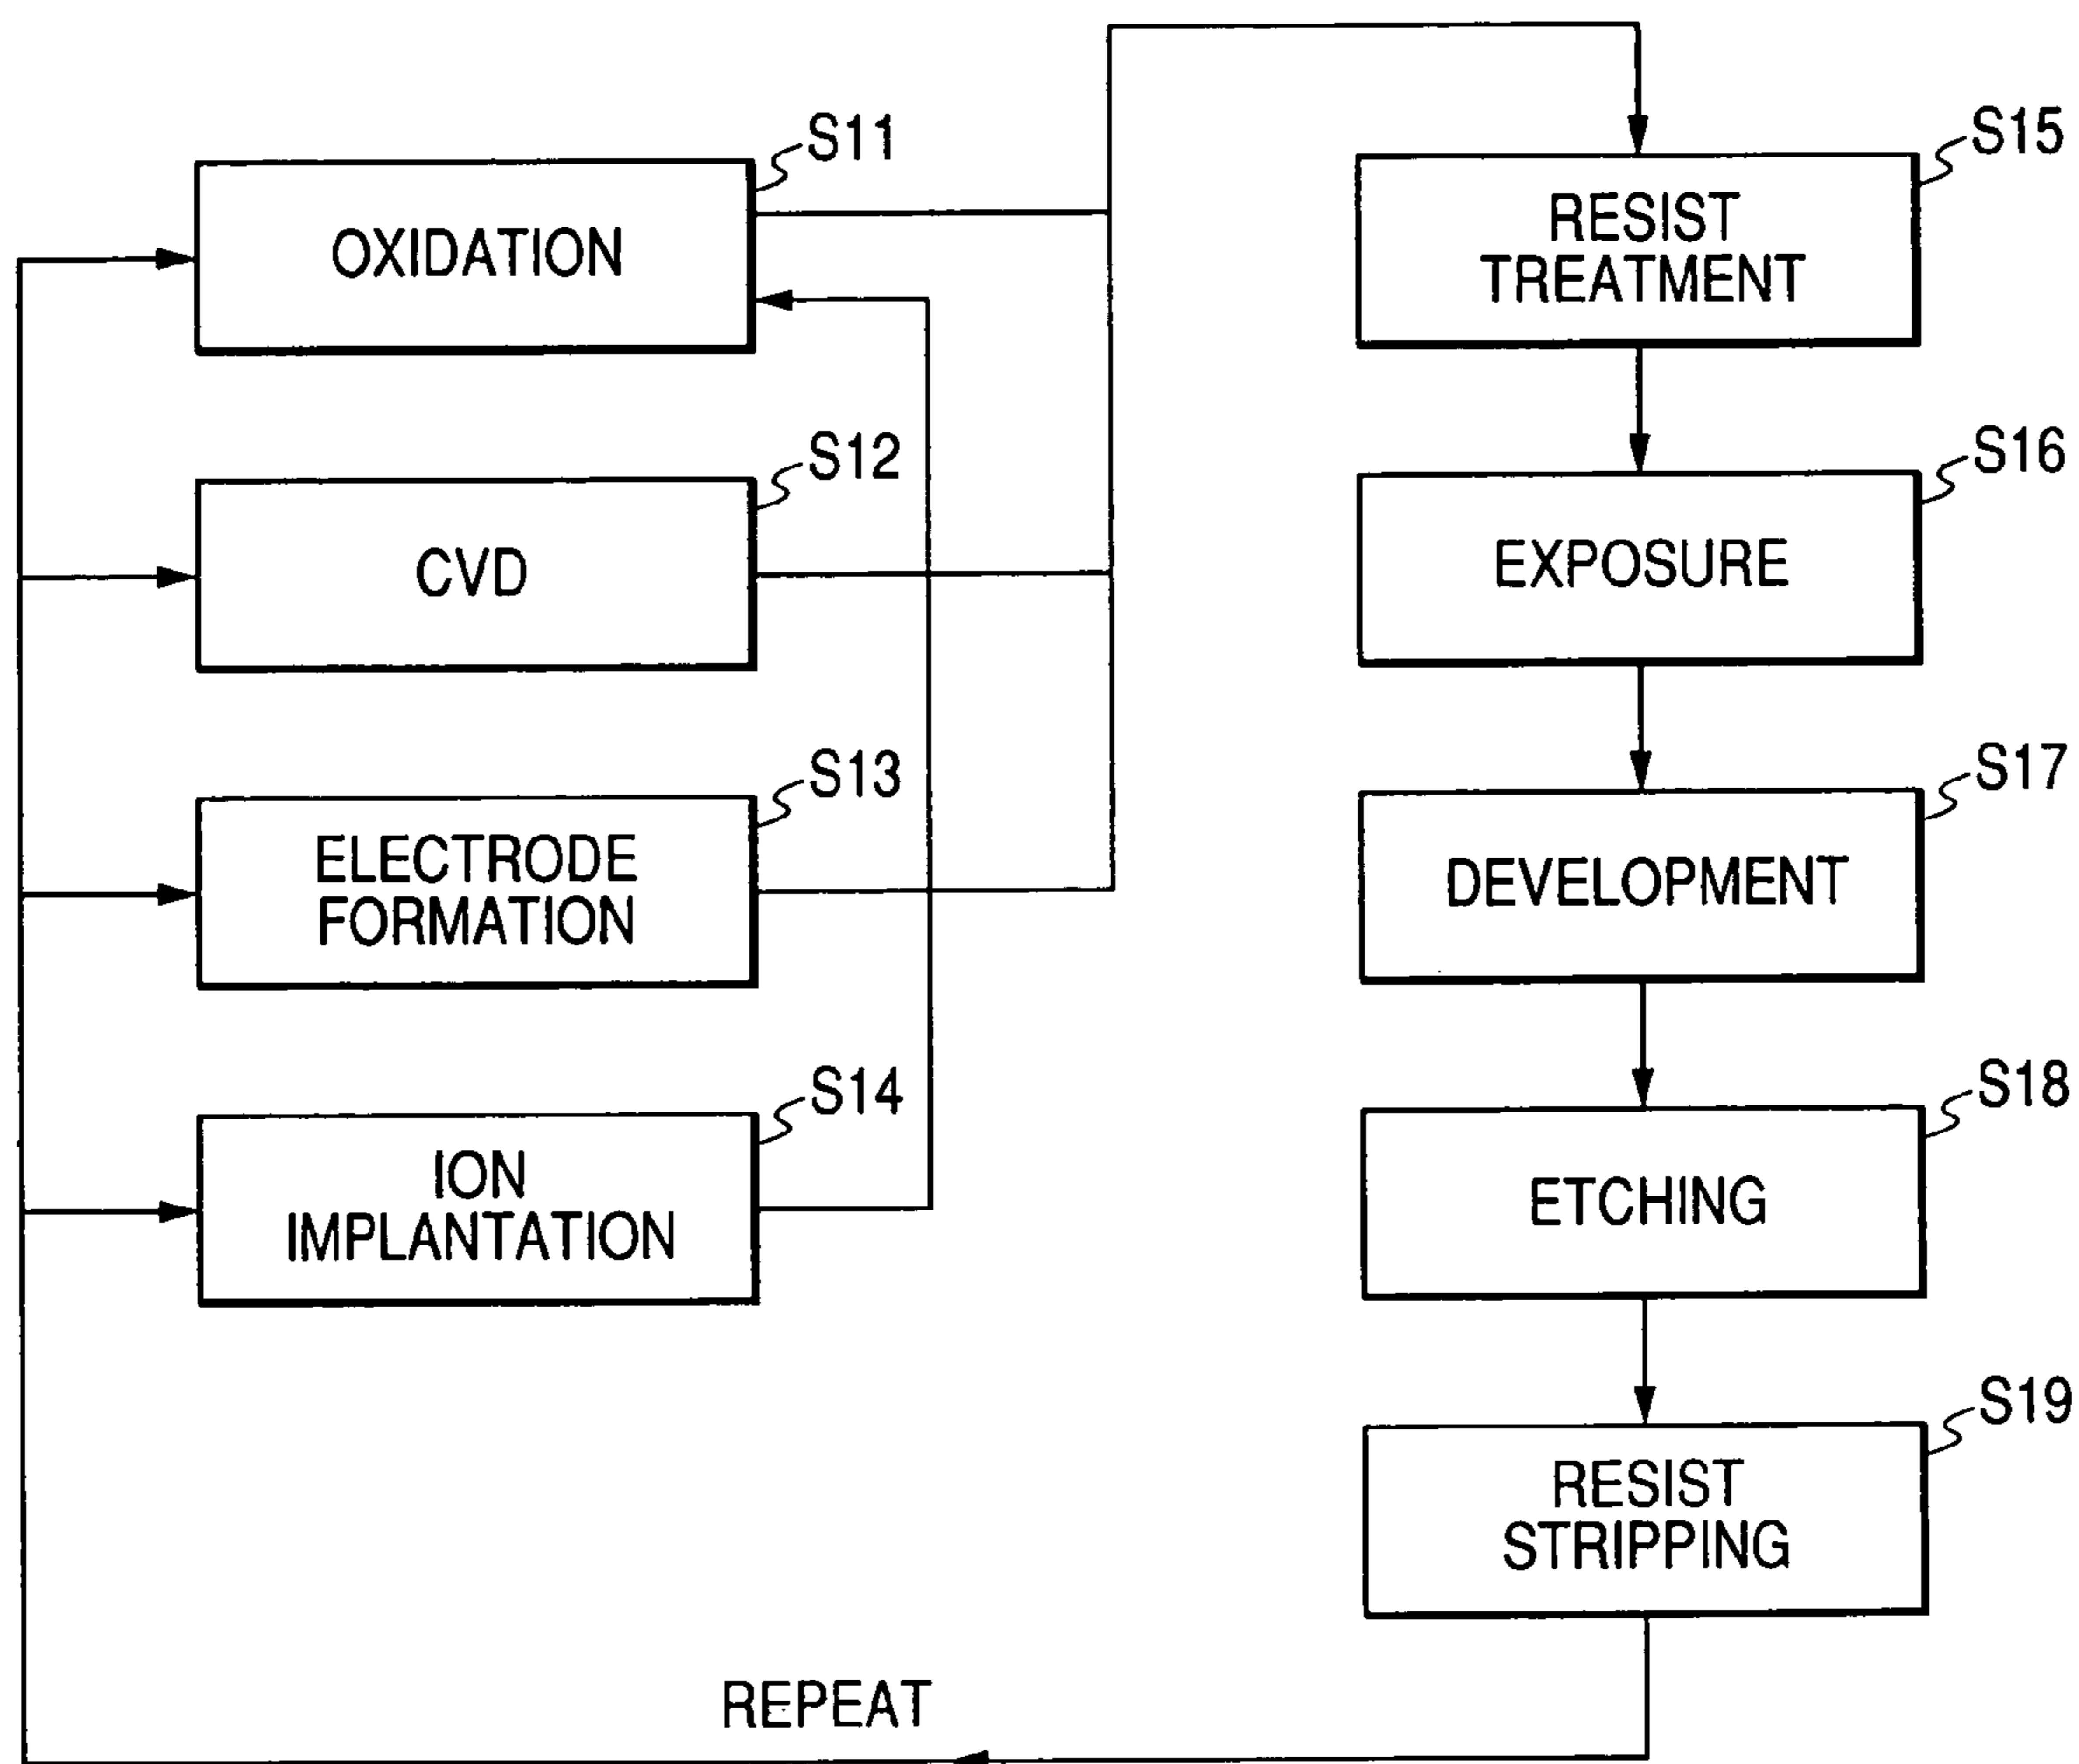 S11
OXIDATION
S12
CVD
S13
ELECTRODE
FORMATION
S14
ION
IMPLANTATION
S15
RESIST
TREATMENT
S16
EXPOSURE
S17
DEVELOPMENT
S18
ETCHING
S19
RESIST
STRIPPING
REPEAT